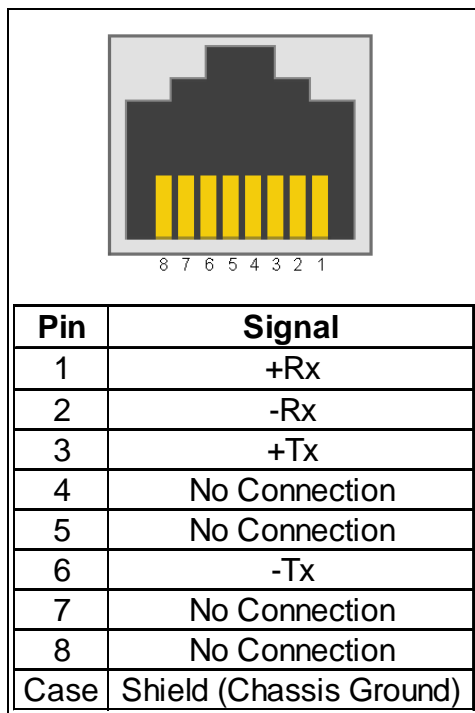 8 7 6 5 4 3 2 1
Pin Signal
1 +Rx
2 -Rx
3 +Tx
4 No Connection
5 No Connection
6 -Tx
7 No Connection
8 No Connection
Case Shield (Chassis Ground)